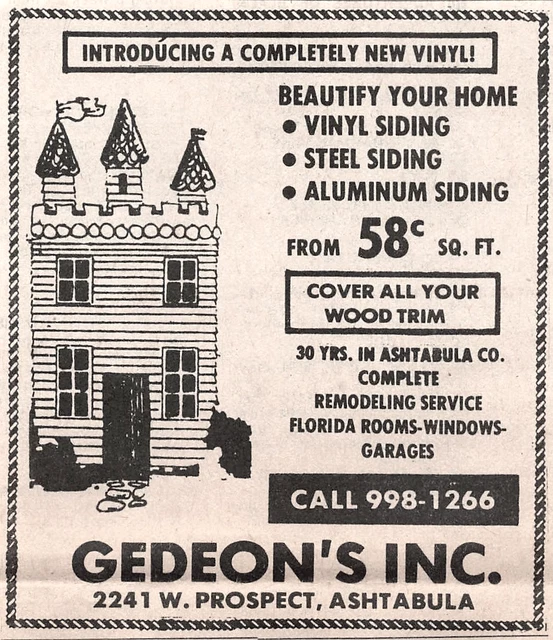 INTRODUCING A COMPLETELY NEW VINYL!
BEAUTIFY YOUR HOME
• VINYL SIDING
• STEEL SIDING
• ALUMINUM SIDING
FROM 58¢ SQ. FT.
COVER ALL YOUR
WOOD TRIM
30 YRS. IN ASHTABULA CO.
COMPLETE
REMODELING SERVICE
FLORIDA ROOMS-WINDOWS-
GARAGES
CALL 998-1266
GEDEON'S INC.
2241 W. PROSPECT, ASHTABULA